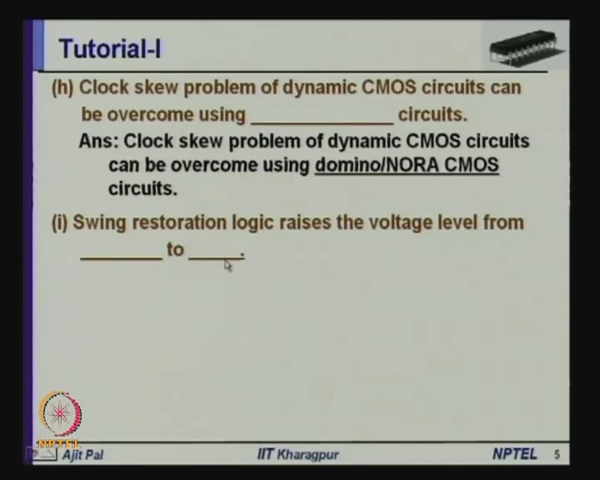 Tutorial-I
(h) Clock skew problem of dynamic CMOS circuits can
be overcome using ______________ circuits.
Ans: Clock skew problem of dynamic CMOS circuits
can be overcome using domino/NORA CMOS
circuits.
(i) Swing restoration logic raises the voltage level from
________ to _____.
NPTEL
Ajit Pal
IIT Kharagpur
NPTEL
5